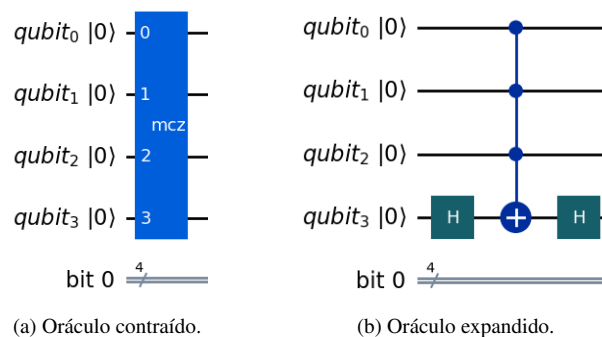 qubit₀ |0⟩ 0
qubit₁ |0⟩ 1
mcz
qubit₂ |0⟩ 2
qubit₃ |0⟩ 3
bit 0 4
(a) Oráculo contraído.
qubit₀ |0⟩
qubit₁ |0⟩
qubit₂ |0⟩
qubit₃ |0⟩ H H
bit 0 4
(b) Oráculo expandido.